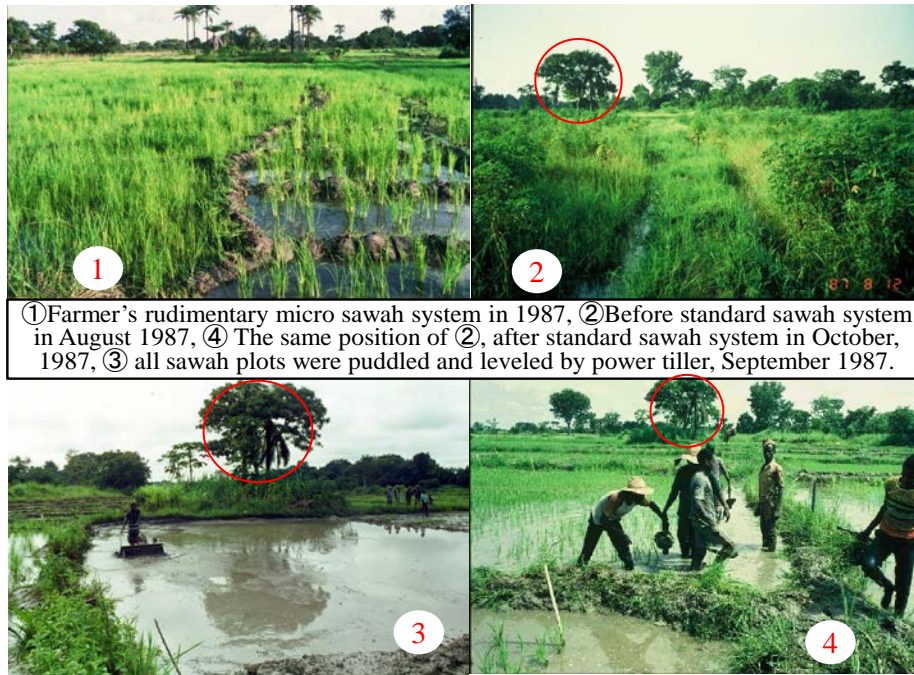 1
2
87 8 12
①Farmer's rudimentary micro sawah system in 1987, ②Before standard sawah system
in August 1987, ④ The same position of ②, after standard sawah system in October,
1987, ③ all sawah plots were puddled and leveled by power tiller, September 1987.
3
4